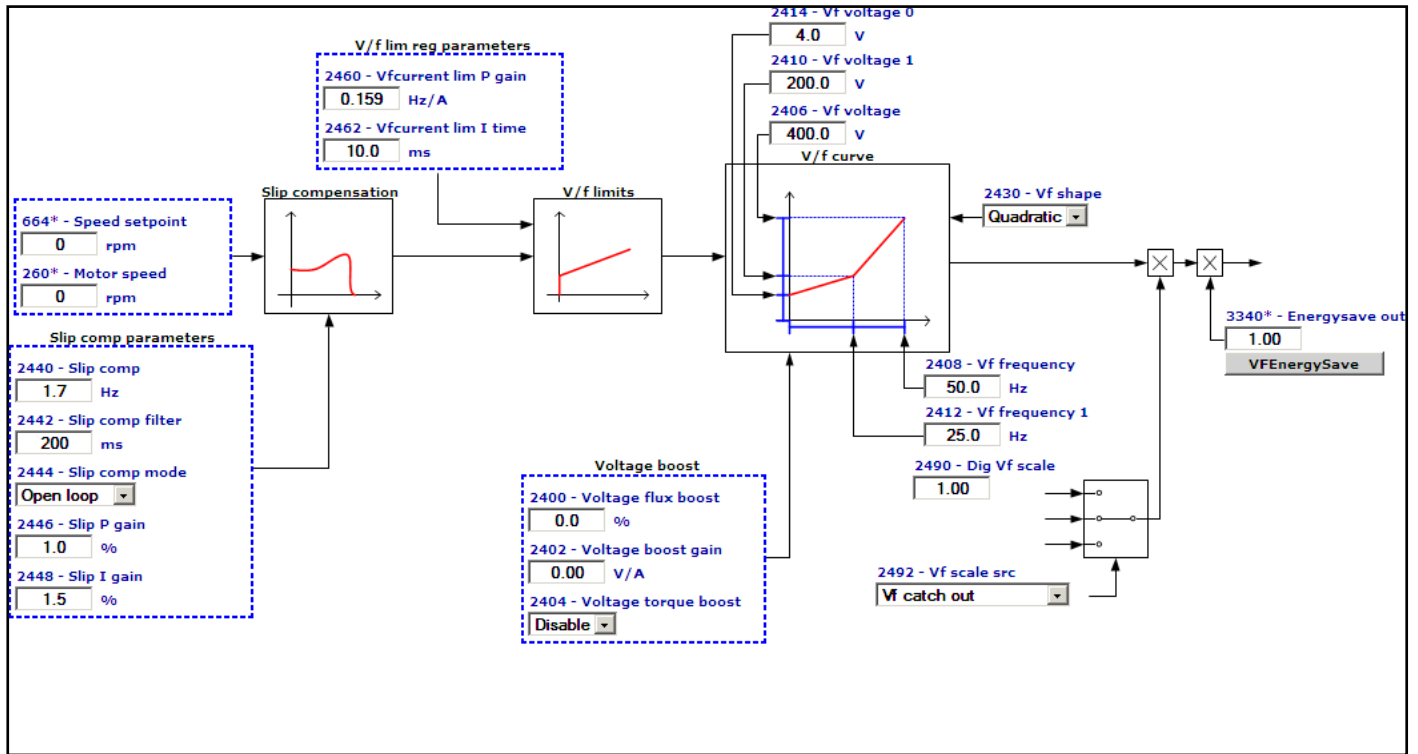 V/f lim reg parameters
2460 - Vfcurrent lim P gain
0.159 Hz/A
2462 - Vfcurrent lim I time
10.0 ms
2414 - Vf voltage 0
4.0 V
2410 - Vf voltage 1
200.0 V
2406 - Vf voltage
400.0 V
V/f curve
Slip compensation
V/f limits
2430 - Vf shape
Quadratic
664* - Speed setpoint
0 rpm
260* - Motor speed
0 rpm
3340* - Energysave out
1.00
VFEnergySave
Slip comp parameters
2440 - Slip comp
1.7 Hz
2442 - Slip comp filter
200 ms
2444 - Slip comp mode
Open loop
2446 - Slip P gain
1.0 %
2448 - Slip I gain
1.5 %
2408 - Vf frequency
50.0 Hz
2412 - Vf frequency 1
25.0 Hz
Voltage boost
2400 - Voltage flux boost
0.0 %
2402 - Voltage boost gain
0.00 V/A
2404 - Voltage torque boost
Disable
2490 - Dig Vf scale
1.00
2492 - Vf scale src
Vf catch out